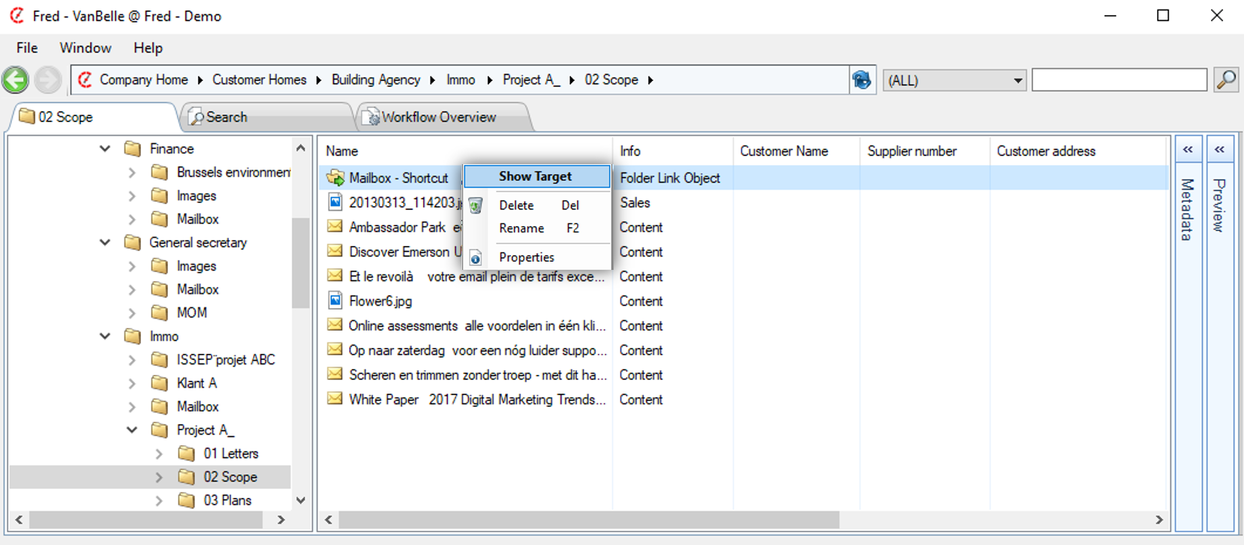 Fred - VanBelle @ Fred - Demo
File Window Help
Company Home Customer Homes Building Agency Immo Project A_ 02 Scope (ALL)
02 Scope Search Workflow Overview
Finance
Brussels environmen
Images
Mailbox
General secretary
Images
Mailbox
MOM
Immo
ISSEP¨projet ABC
Klant A
Mailbox
Project A_
01 Letters
02 Scope
03 Plans
Name Info Customer Name Supplier number Customer address
Mailbox - Shortcut Folder Link Object
20130313_114203.j Sales
Ambassador Park Content
Discover Emerson Content
Et le revoilà votre email plein de tarifs exce... Content
Flower6.jpg Content
Online assessments alle voordelen in één kli... Content
Op naar zaterdag voor een nóg luider suppo... Content
Scheren en trimmen zonder troep - met dit ha... Content
White Paper 2017 Digital Marketing Trends... Content
Show Target
Delete Del
Rename F2
Properties
Metadata
Preview